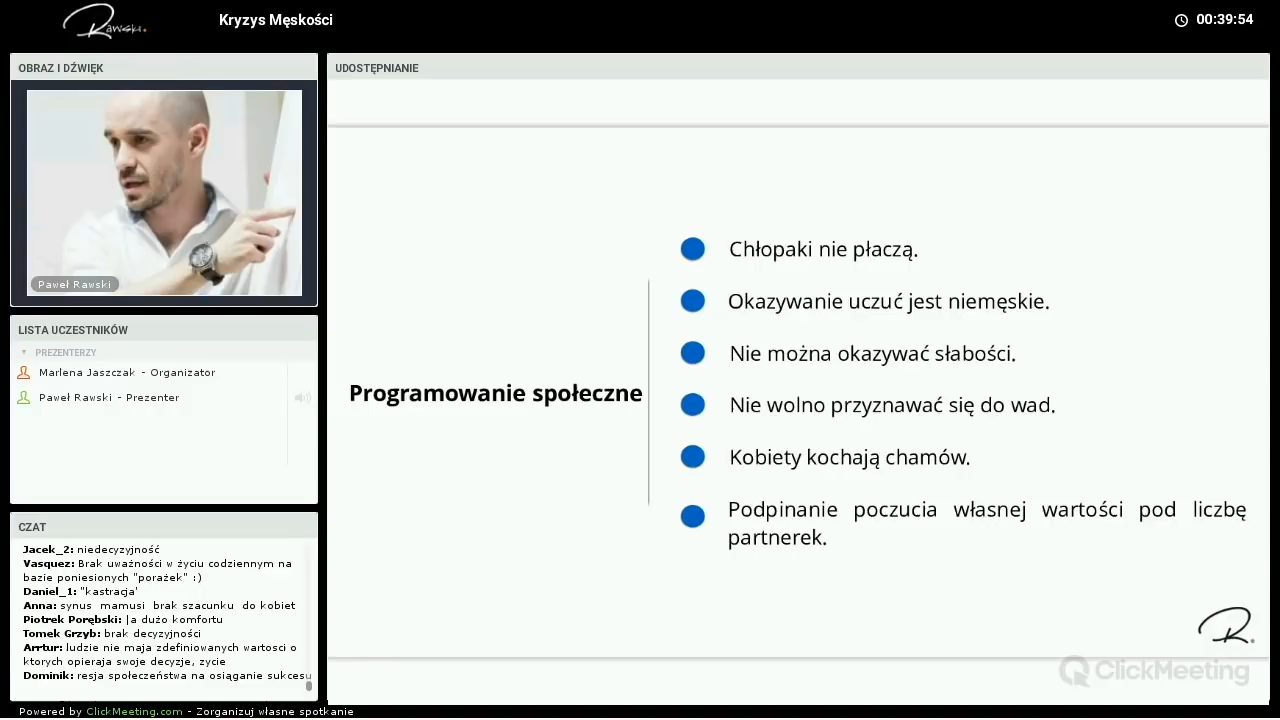 Rawski.
Kryzys Męskości
00:39:54
OBRAZ I DŹWIĘK
Paweł Rawski
LISTA UCZESTNIKÓW
PREZENTERZY
Marlena Jaszczak - Organizator
Paweł Rawski - Prezenter
CZAT
Jacek_2: niedecyzyjność
Vasquez: Brak uważności w życiu codziennym na
bazie poniesionych "porażek" :)
Daniel_1: "kastracja'
Anna: synus mamusi brak szacunku do kobiet
Piotrek Porębski: |a dużo komfortu
Tomek Grzyb: brak decyzyjności
Arrtur: ludzie nie maja zdefiniowanych wartosci o
ktorych opieraja swoje decyzje, zycie
Dominik: resja społeczeństwa na osiąganie sukcesu
UDOSTĘPNIANIE
Programowanie społeczne
Chłopaki nie płaczą.
Okazywanie uczuć jest niemęskie.
Nie można okazywać słabości.
Nie wolno przyznawać się do wad.
Kobiety kochają chamów.
Podpinanie poczucia własnej wartości pod liczbę
partnerek.
R.
ClickMeeting
Powered by ClickMeeting.com - Zorganizuj własne spotkanie